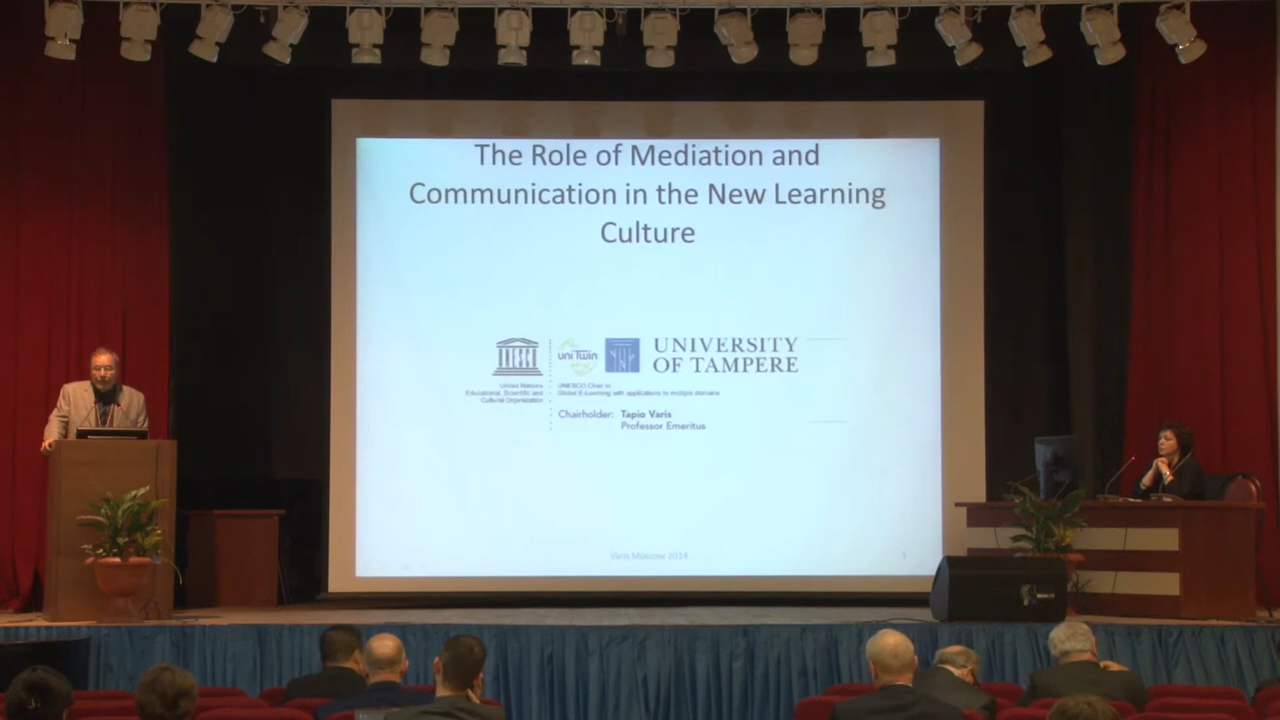 The Role of Mediation and
Communication in the New Learning
Culture
UNESCO
uniTwin
UNIVERSITY
OF TAMPERE
United Nations
Educational, Scientific and
Cultural Organization
UNESCO Chair in
Global E-Learning with applications to multiple domains
Chairholder: Tapio Varis
Professor Emeritus
Varis Moscow 2014
1